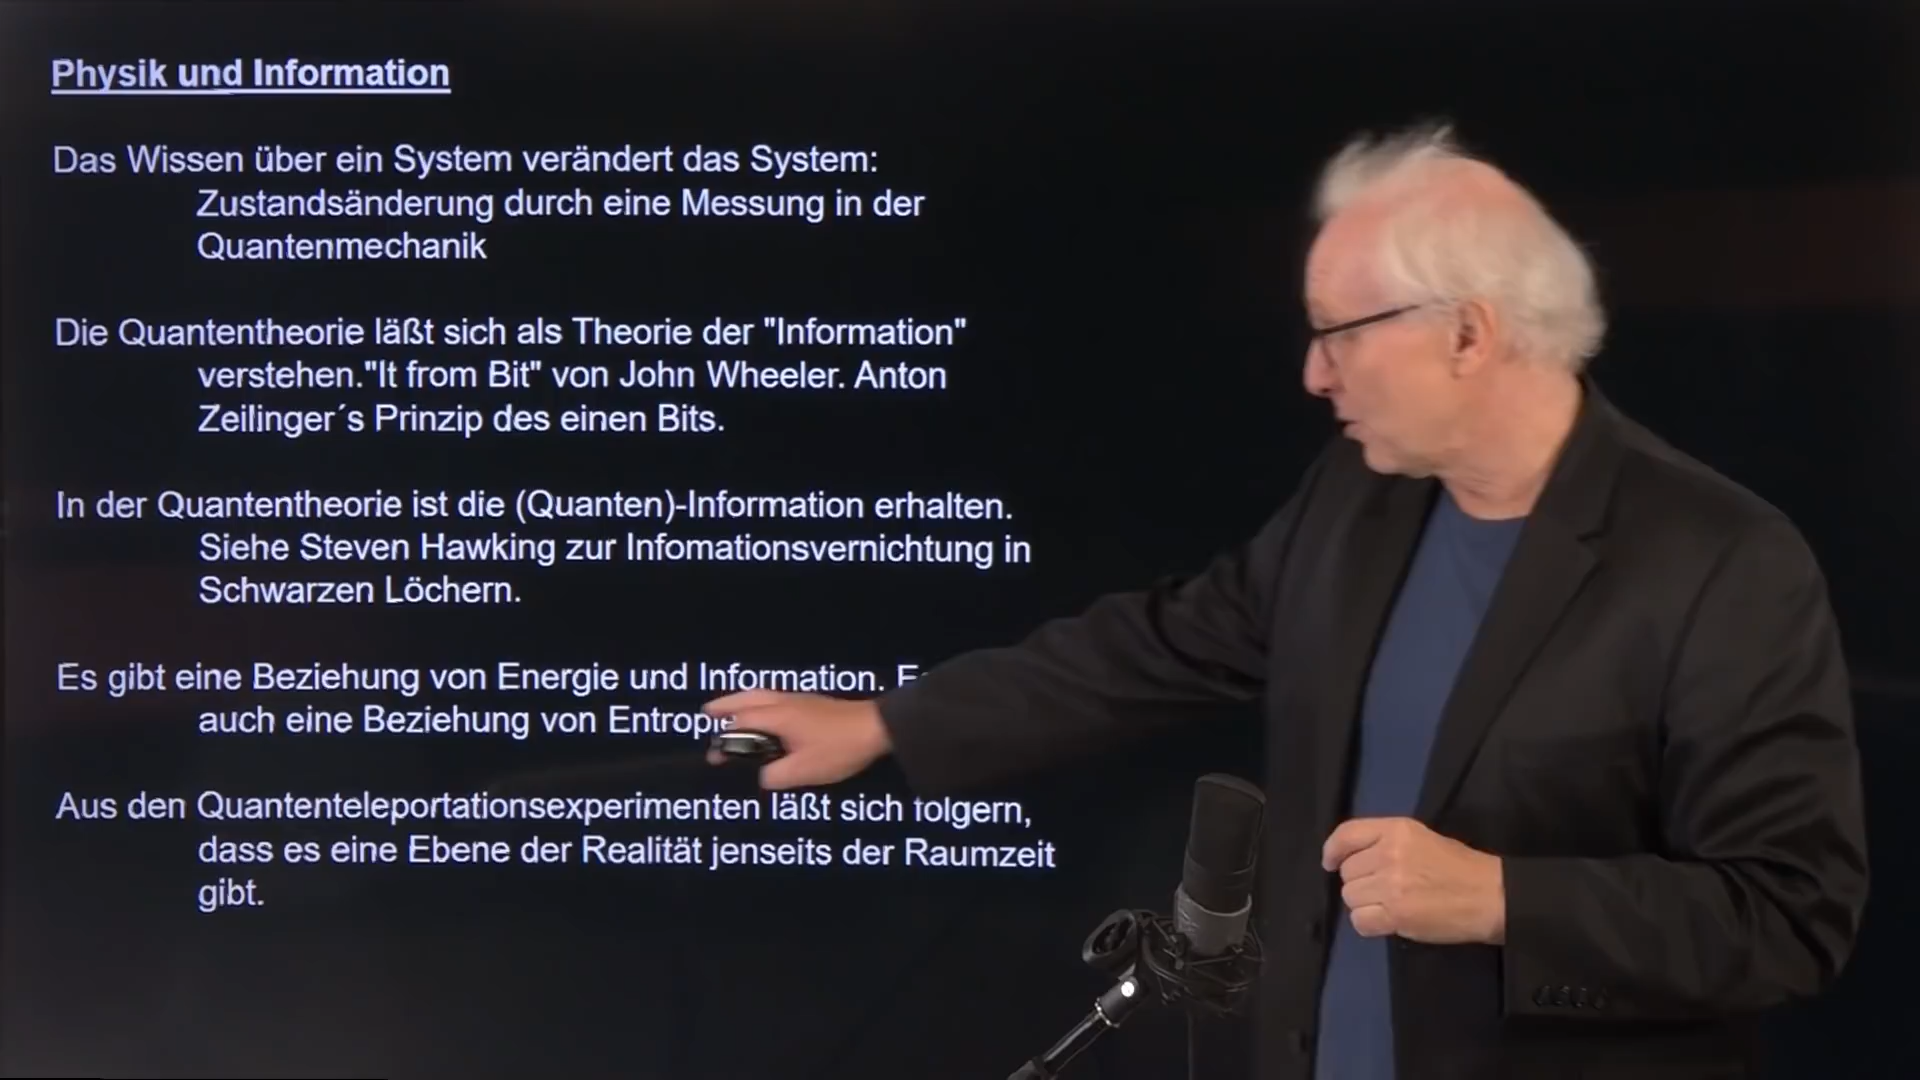 Physik und Information
Das Wissen über ein System verändert das System:
Zustandsänderung durch eine Messung in der
Quantenmechanik
Die Quantentheorie läßt sich als Theorie der "Information"
verstehen."It from Bit" von John Wheeler. Anton
Zeilinger´s Prinzip des einen Bits.
In der Quantentheorie ist die (Quanten)-Information erhalten.
Siehe Steven Hawking zur Infomationsvernichtung in
Schwarzen Löchern.
Es gibt eine Beziehung von Energie und Information.
auch eine Beziehung von Entropie
Aus den Quantenteleportationsexperimenten läßt sich folgern,
dass es eine Ebene der Realität jenseits der Raumzeit
gibt.